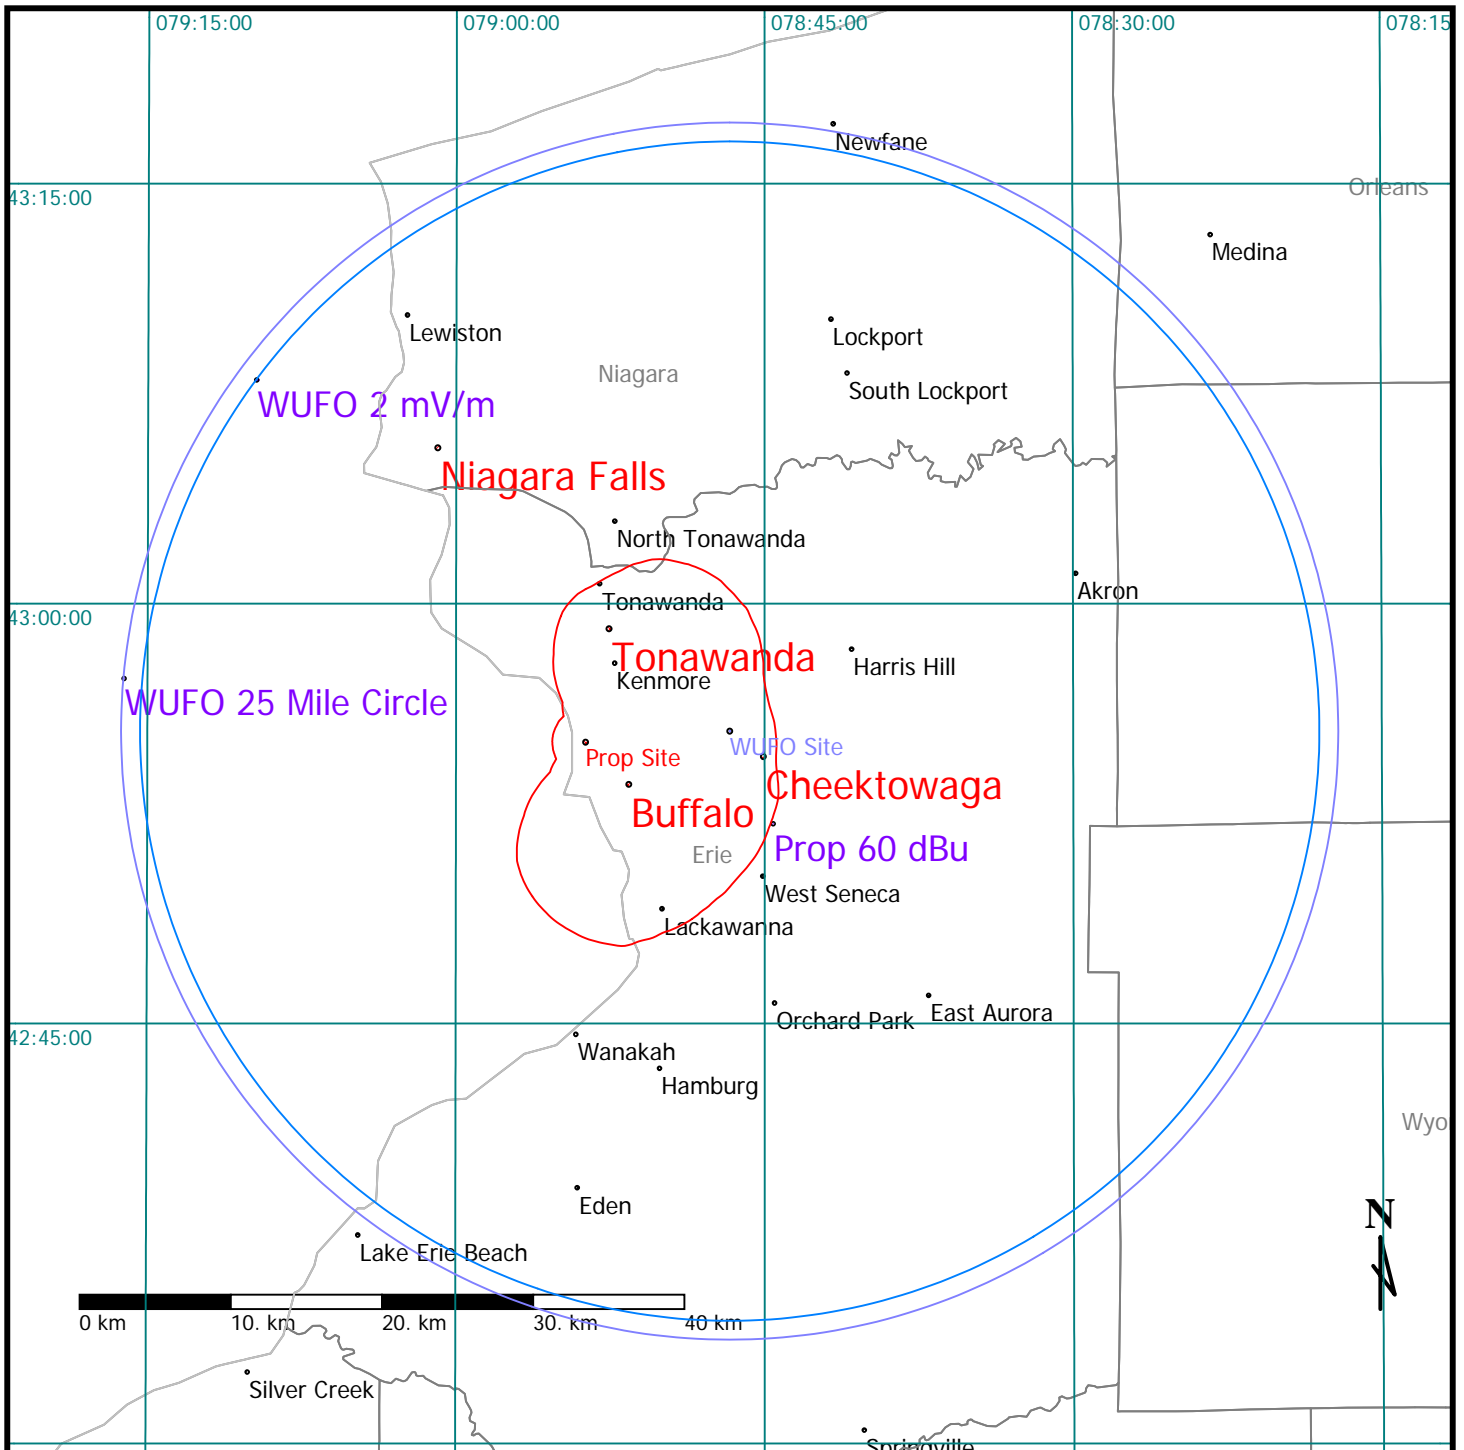 079:15:00
079:00:00
078:45:00
078:30:00
078:15
Newfane
43:15:00
Orleans
Medina
Lewiston
Lockport
Niagara
South Lockport
WUFO 2 mV/m
Niagara Falls
North Tonawanda
Akron
Tonawanda
43:00:00
Tonawanda
Harris Hill
Kenmore
WUFO 25 Mile Circle
WUFO Site
Prop Site
Cheektowaga
Buffalo
Prop 60 dBu
Erie
West Seneca
Lackawanna
East Aurora
Orchard Park
42:45:00
Wanakah
Hamburg
Wyo
Eden
N
Lake Erie Beach
0 km
10. km
20. km
30. km
40 km
Silver Creek
Springville